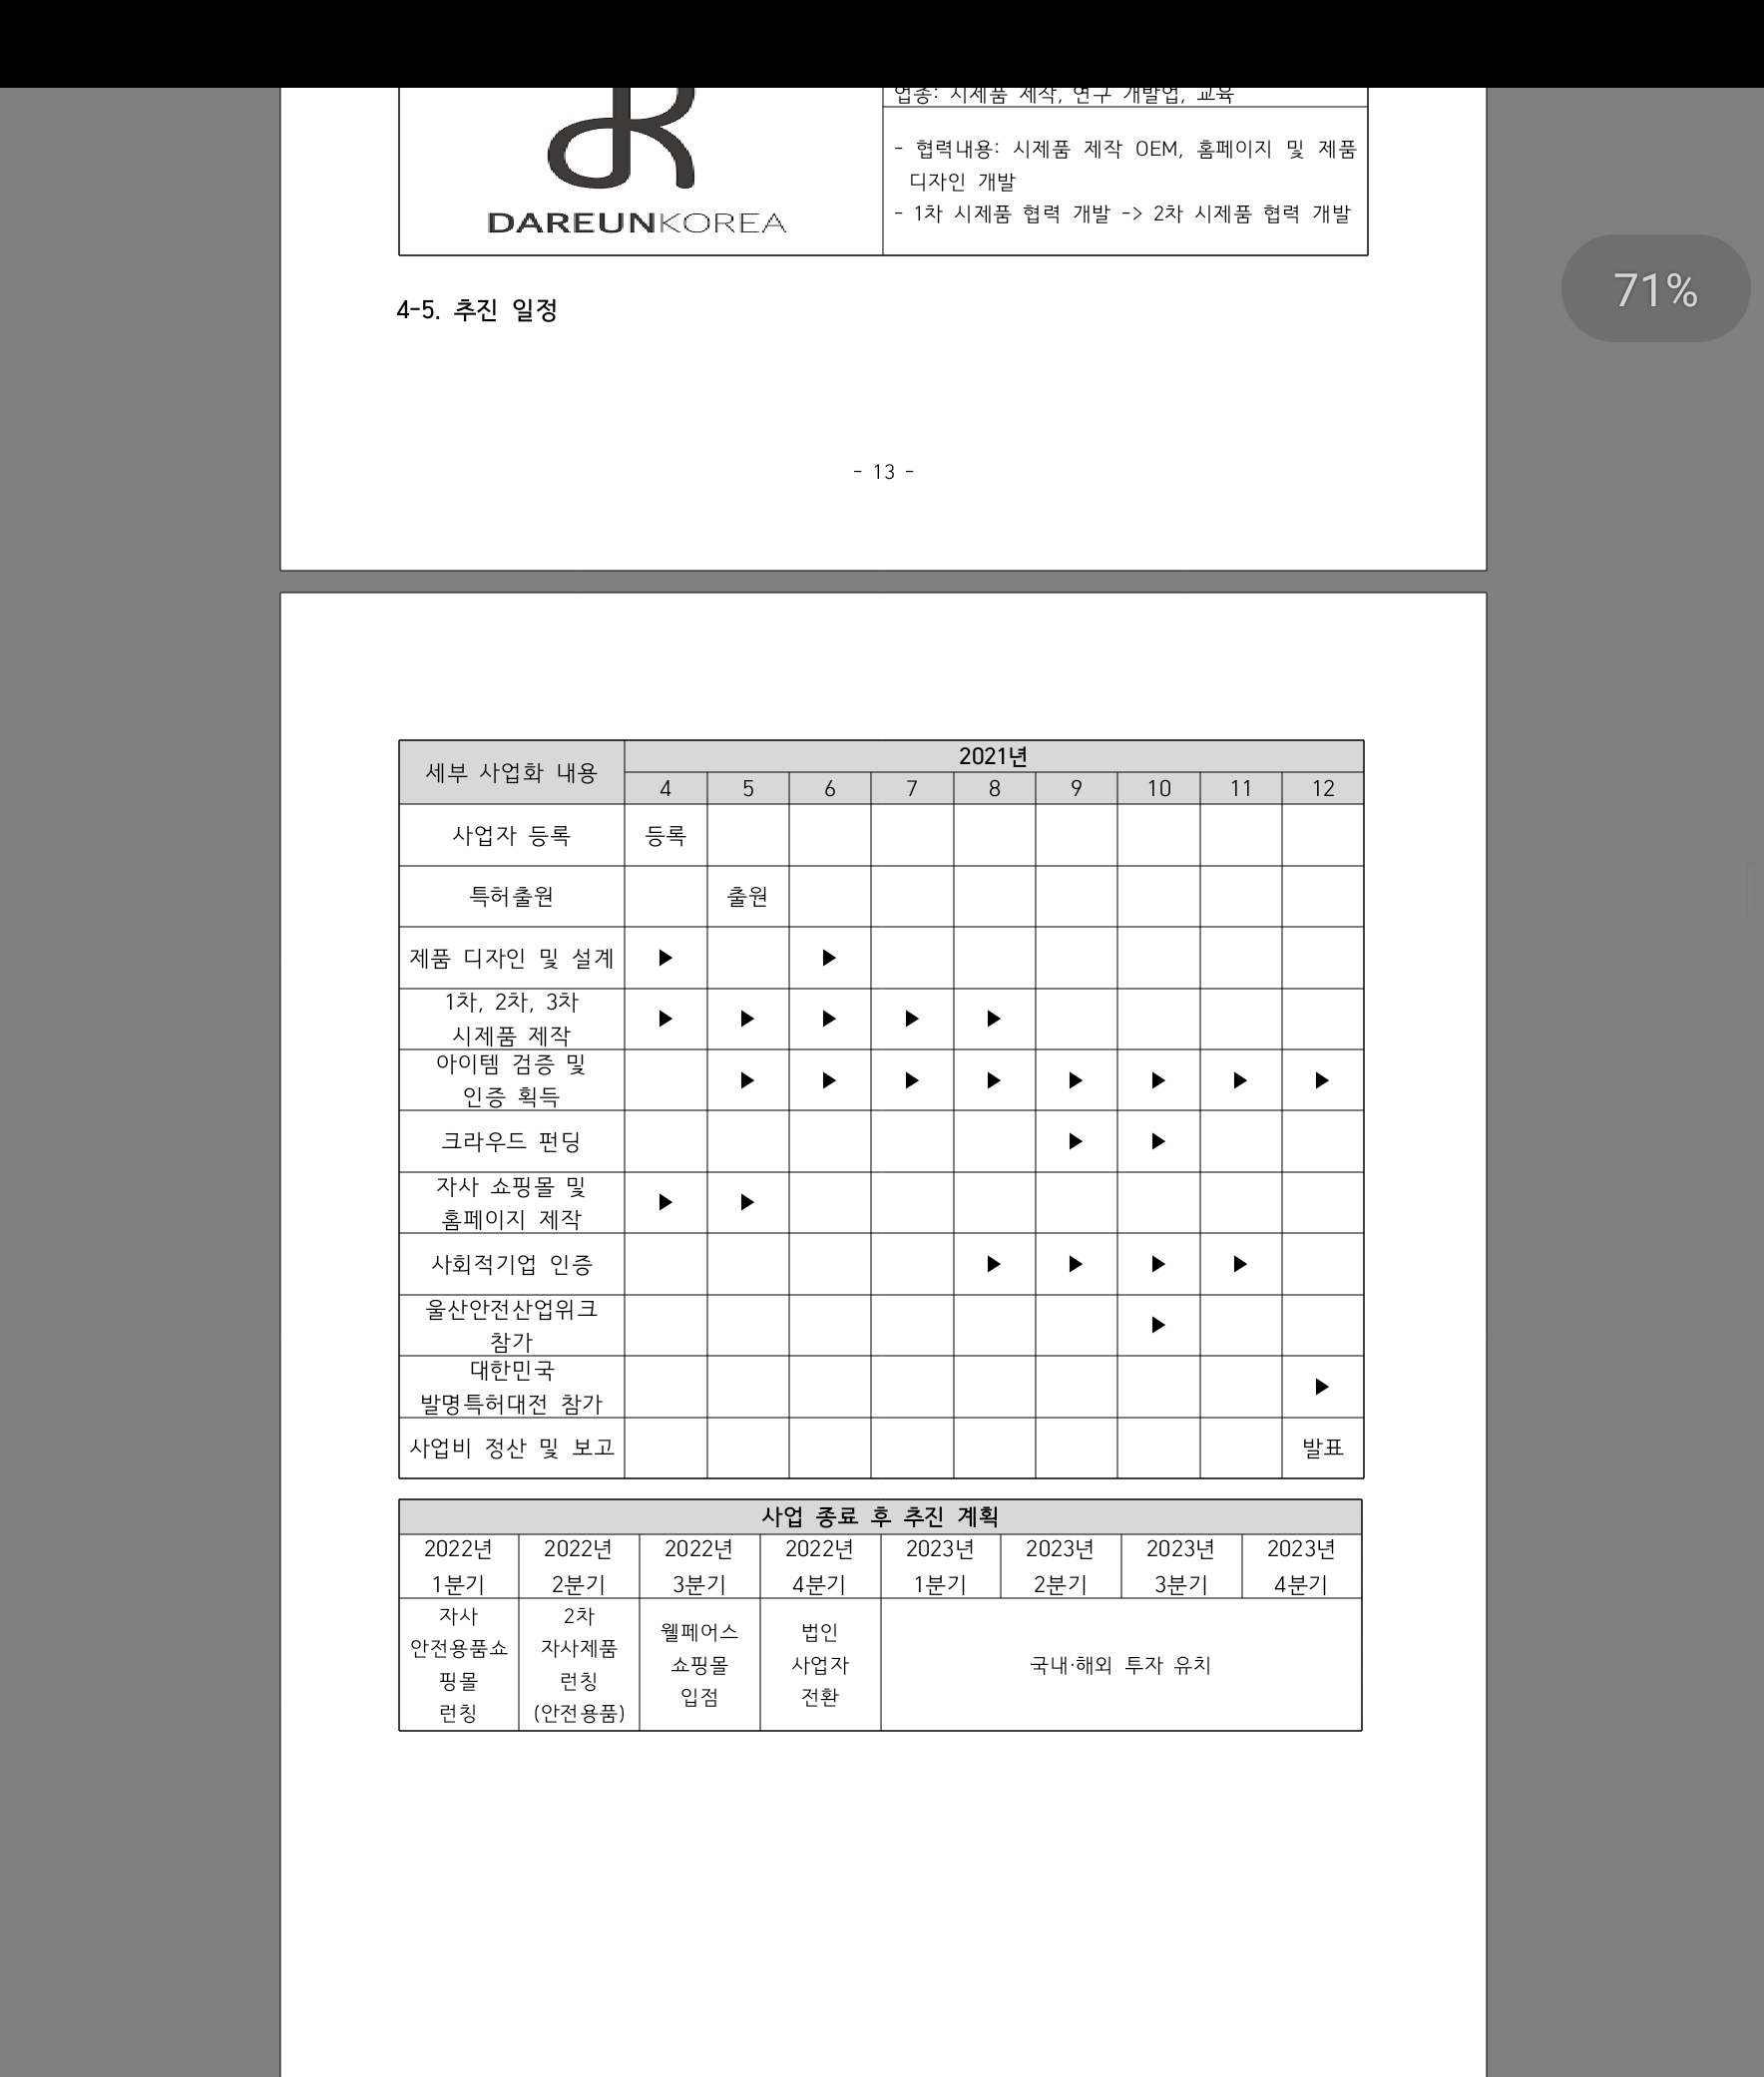 업종: 시제품 제작, 연구 개발업, 교육
- 협력내용: 시제품 제작 OEM, 홈페이지 및 제품
디자인 개발
- 1차 시제품 협력 개발 -> 2차 시제품 협력 개발
DAREUNKOREA
71%
4-5. 추진 일정
- 13 -
세부 사업화 내용 2021년
4 5 6 7 8 9 10 11 12
사업자 등록 등록
특허출원 출원
제품 디자인 및 설계 ▶ ▶
1차, 2차, 3차
시제품 제작 ▶ ▶ ▶ ▶ ▶
아이템 검증 및
인증 획득 ▶ ▶ ▶ ▶ ▶ ▶ ▶ ▶
크라우드 펀딩 ▶ ▶
자사 쇼핑몰 및
홈페이지 제작 ▶ ▶
사회적기업 인증 ▶ ▶ ▶ ▶
울산안전산업위크
참가 ▶
대한민국
발명특허대전 참가 ▶
사업비 정산 및 보고 발표
사업 종료 후 추진 계획
2022년 2022년 2022년 2022년 2023년 2023년 2023년 2023년
1분기 2분기 3분기 4분기 1분기 2분기 3분기 4분기
자사
안전용품쇼
핑몰
런칭
2차
자사제품
런칭
(안전용품)
웰페어스
쇼핑몰
입점
법인
사업자
전환
국내·해외 투자 유치